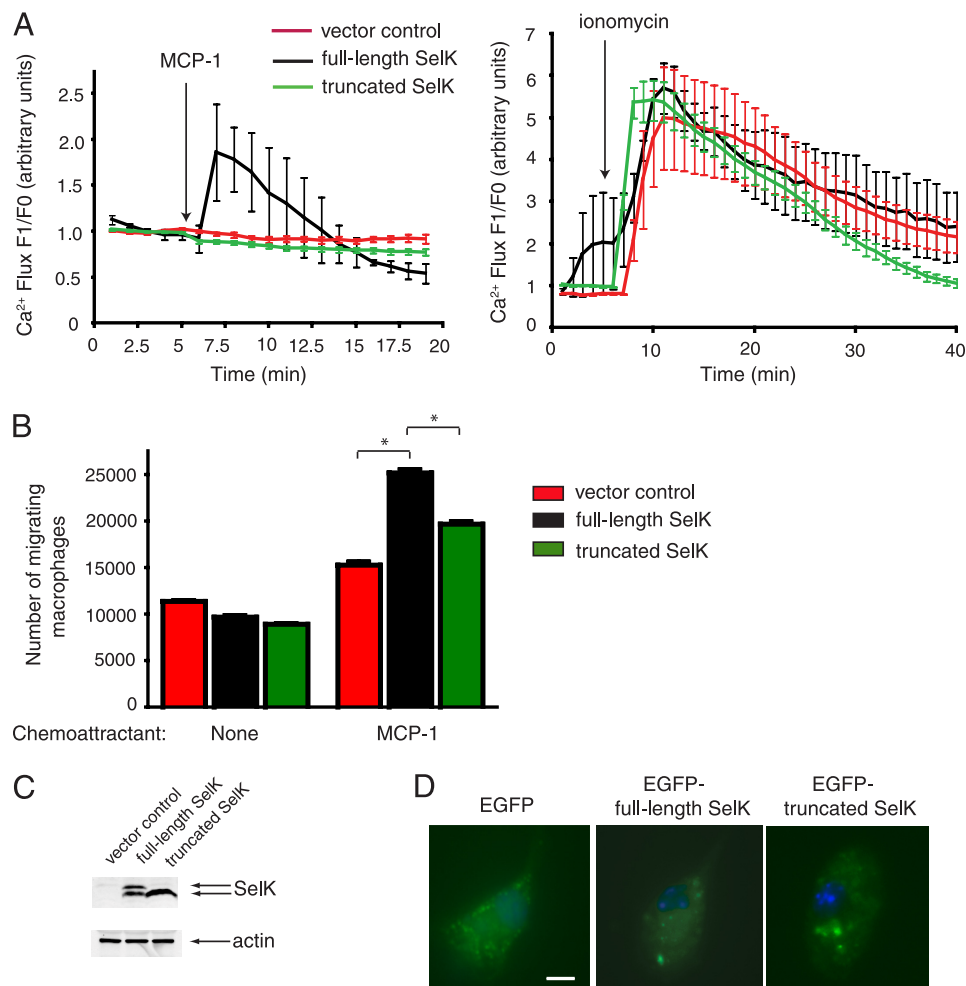 A
MCP-1
vector control
full-length SelK
truncated SelK
Ca2+ Flux F1/F0 (arbitrary units)
2.5
2.0
1.5
1.0
0.5
0
0 2.5 5 7.5 10 12.5 15 17.5 20
Time (min)
ionomycin
Ca2+ Flux F1/F0 (arbitrary units)
7
6
5
4
3
2
1
0
0 10 20 30 40
Time (min)
B
Number of migrating
macrophages
25000
20000
15000
10000
5000
0
* *
Chemoattractant: None MCP-1
vector control
full-length SelK
truncated SelK
C
vector control
full-length SelK
truncated SelK
SelK
actin
D
EGFP
EGFP-
full-length SelK
EGFP-
truncated SelK